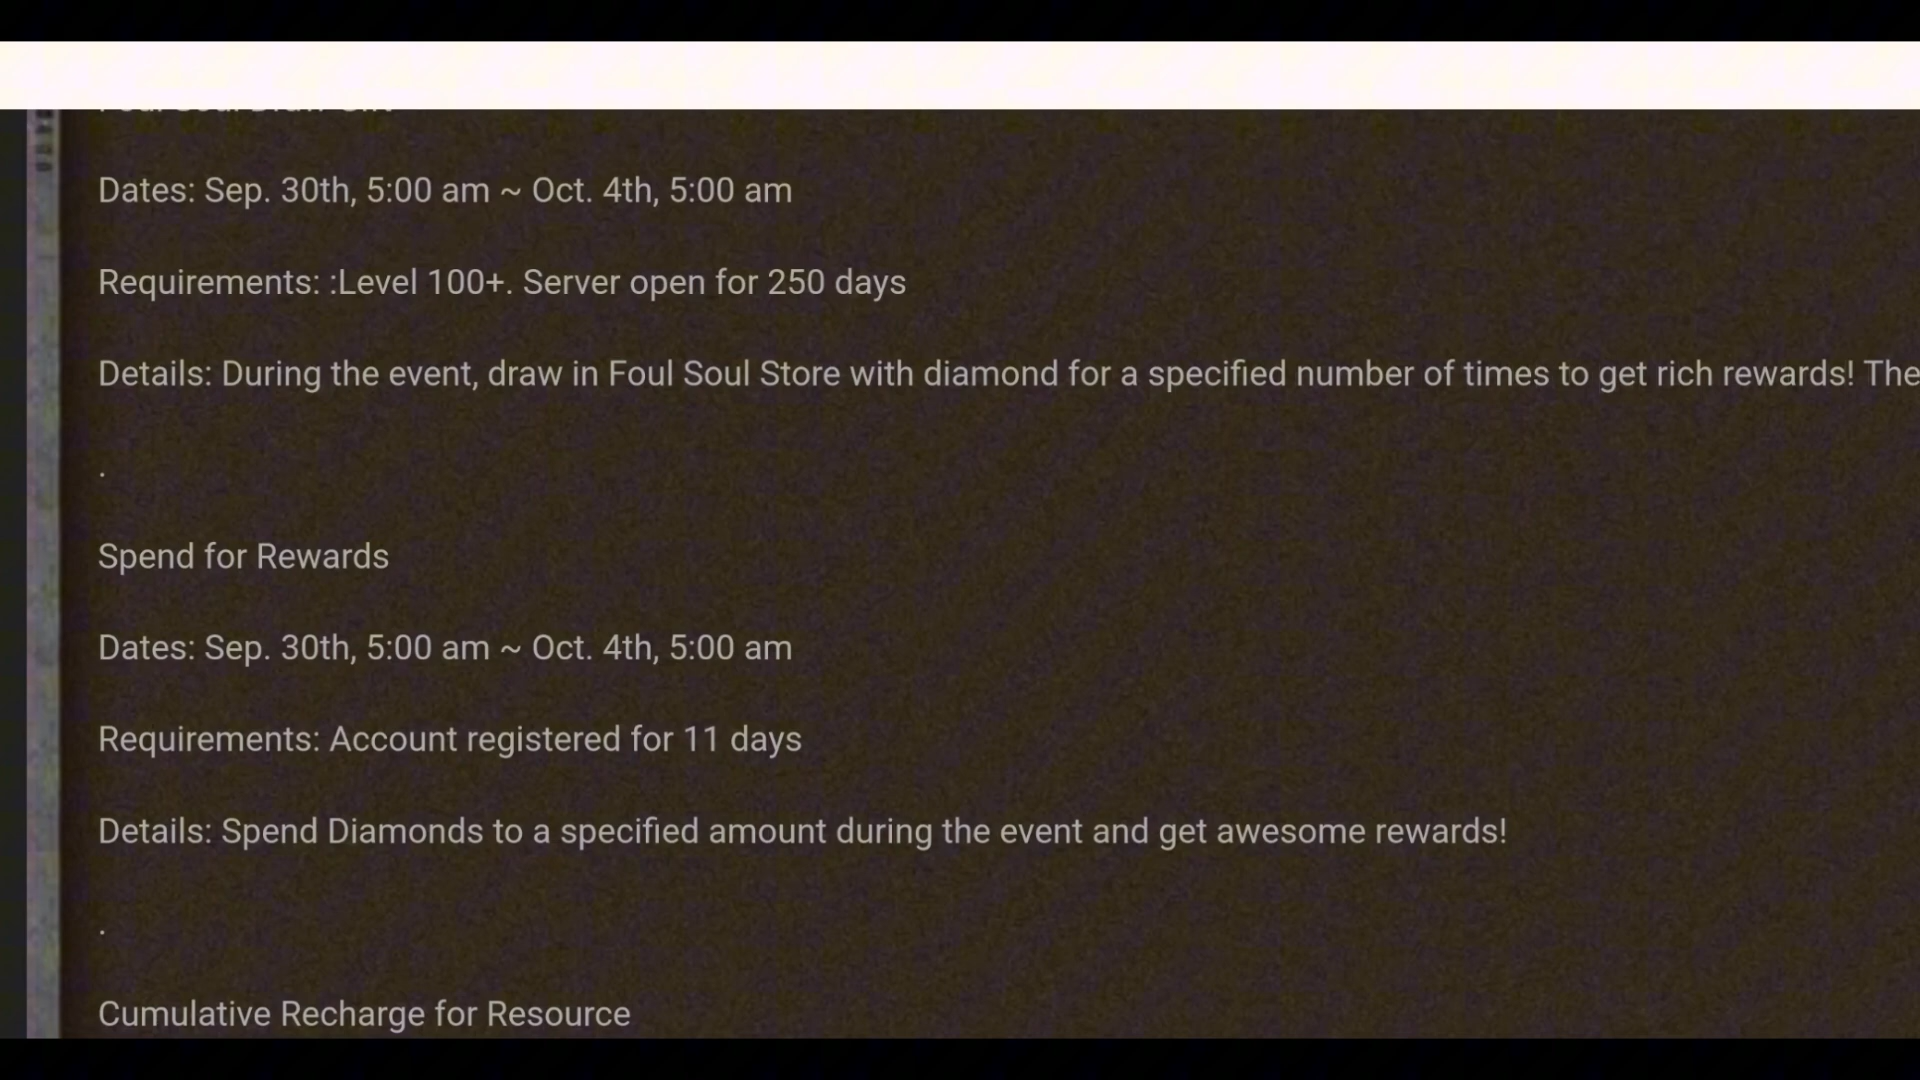 Dates: Sep. 30th, 5:00 am ~ Oct. 4th, 5:00 am
Requirements: :Level 100+. Server open for 250 days
Details: During the event, draw in Foul Soul Store with diamond for a specified number of times to get rich rewards! The
.
Spend for Rewards
Dates: Sep. 30th, 5:00 am ~ Oct. 4th, 5:00 am
Requirements: Account registered for 11 days
Details: Spend Diamonds to a specified amount during the event and get awesome rewards!
.
Cumulative Recharge for Resource